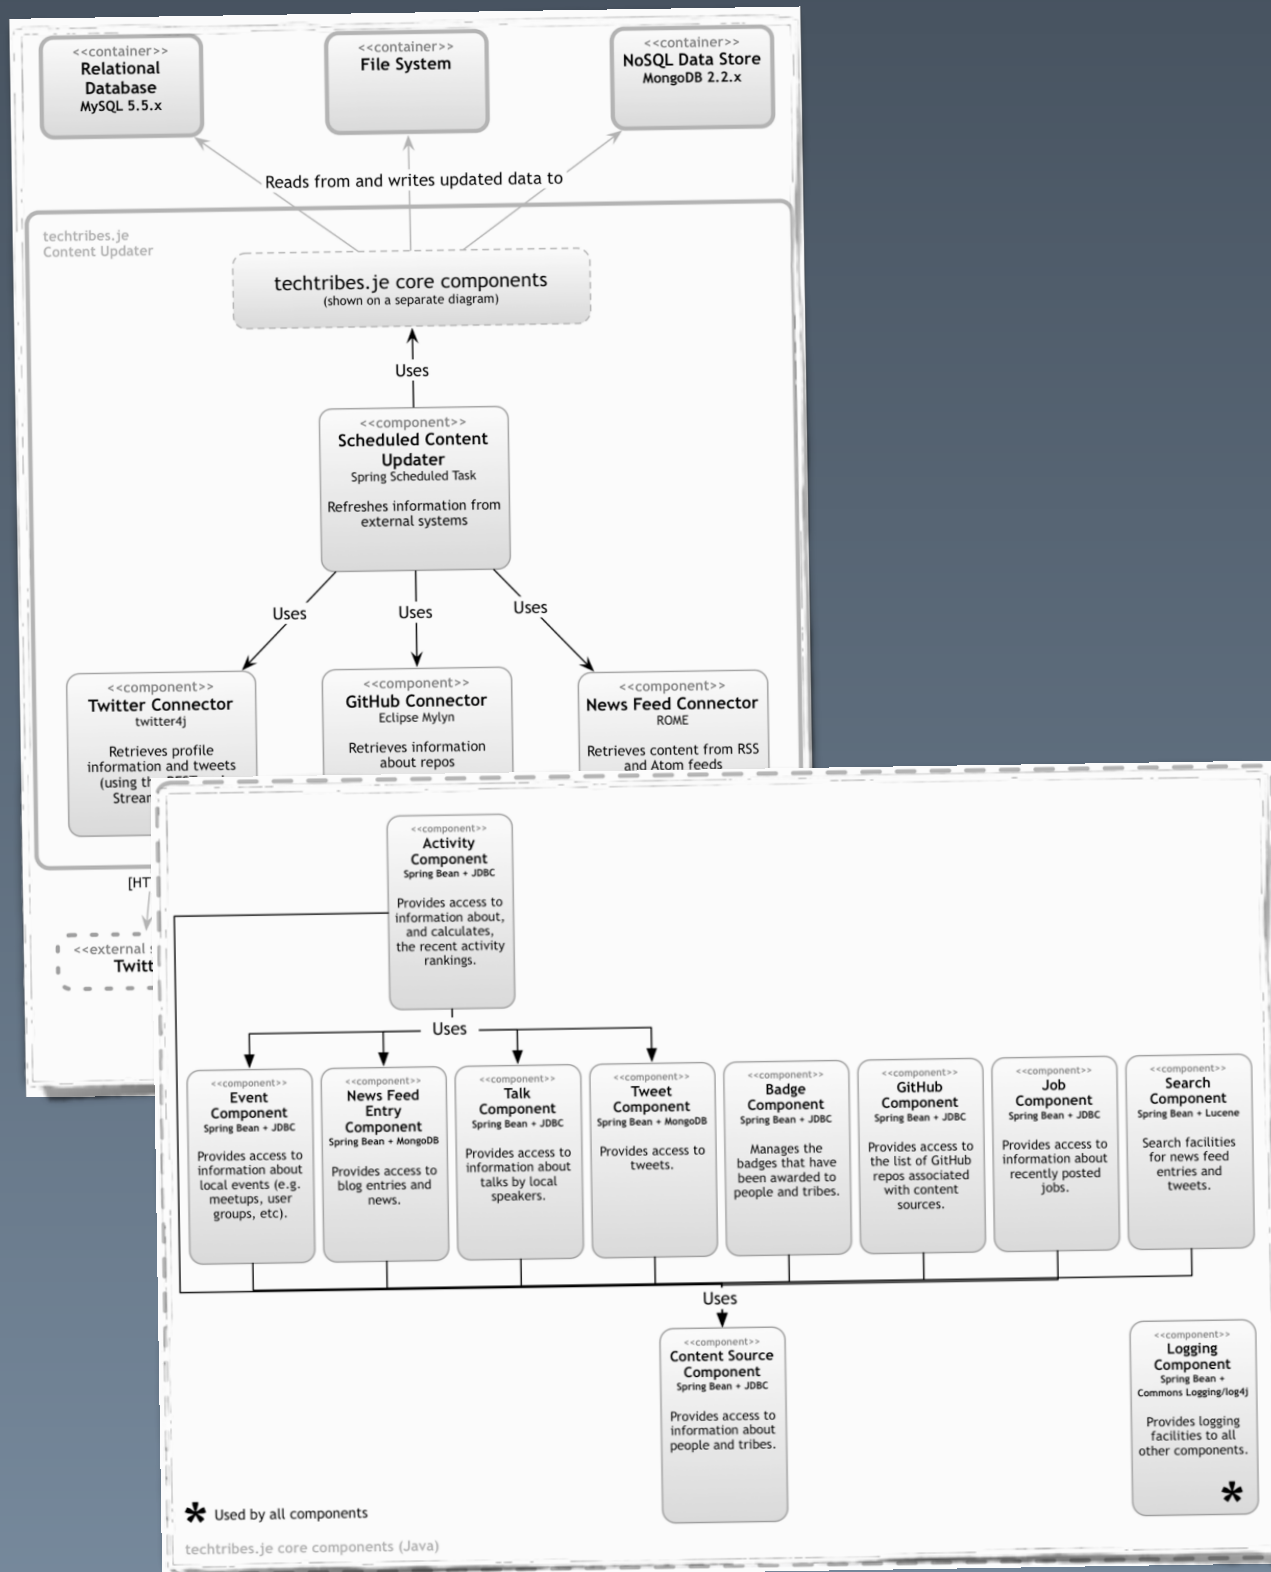 <<container>>
Relational
Database
MySQL 5.5.x
<<container>>
File System
<<container>>
NoSQL Data Store
MongoDB 2.2.x
Reads from and writes updated data to
techtribes.je
Content Updater
techtribes.je core components
(shown on a separate diagram)
Uses
<<component>>
Scheduled Content
Updater
Spring Scheduled Task
Refreshes information from
external systems
Uses
Uses
Uses
<<component>>
Twitter Connector
twitter4j
Retrieves profile
information and tweets
(using
<<component>>
GitHub Connector
Eclipse Mylyn
Retrieves information
about repos
<<component>>
News Feed Connector
ROME
Retrieves content from RSS
and Atom feeds
<<external
<<component>>
Activity
Component
Spring Bean + JDBC
Provides access to
information about,
and calculates,
the recent activity
rankings.
Uses
<<component>>
Event
Component
Spring Bean + JDBC
Provides access to
information about
local events (e.g.
meetups, user
groups, etc).
<<component>>
News Feed
Entry
Component
Spring Bean + MongoDB
Provides access to
blog entries and
news.
<<component>>
Talk
Component
Spring Bean + JDBC
Provides access to
information about
talks by local
speakers.
<<component>>
Tweet
Component
Spring Bean + MongoDB
Provides access to
tweets.
<<component>>
Badge
Component
Spring Bean + JDBC
Manages the
badges that have
been awarded to
people and tribes.
<<component>>
GitHub
Component
Spring Bean + JDBC
Provides access to
the list of GitHub
repos associated
with content
sources.
<<component>>
Job
Component
Spring Bean + JDBC
Provides access to
information about
recently posted
jobs.
<<component>>
Search
Component
Spring Bean + Lucene
Search facilities
for news feed
entries and
tweets.
Uses
<<component>>
Content Source
Component
Spring Bean + JDBC
Provides access to
information about
people and tribes.
<<component>>
Logging
Component
Spring Bean +
Commons Logging/log4j
Provides logging
facilities to all
other components.
*
* Used by all components
techtribes.je core components (Java)